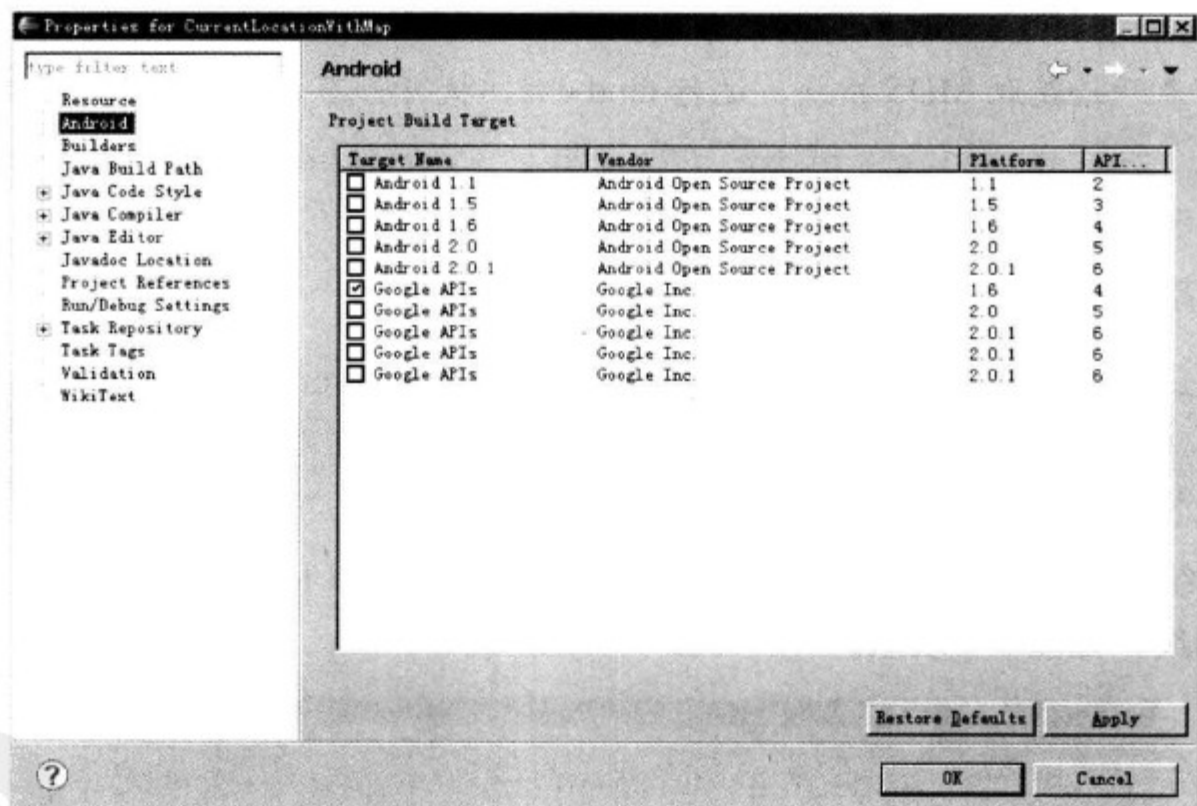 Properties for CurrentLocationWithMap
type filter text
Resource
Android
Builders
Java Build Path
Java Code Style
Java Compiler
Java Editor
Javadoc Location
Project References
Run/Debug Settings
Task Repository
Task Tags
Validation
WikiText
Android
Project Build Target
Target Name Vendor Platform API...
Android 1.1 Android Open Source Project 1.1 2
Android 1.5 Android Open Source Project 1.5 3
Android 1.6 Android Open Source Project 1.6 4
Android 2.0 Android Open Source Project 2.0 5
Android 2.0.1 Android Open Source Project 2.0.1 6
Google APIs Google Inc. 1.6 4
Google APIs Google Inc. 2.0 5
Google APIs Google Inc. 2.0.1 6
Google APIs Google Inc. 2.0.1 6
Google APIs Google Inc. 2.0.1 6
Restore Defaults Apply
? OK Cancel